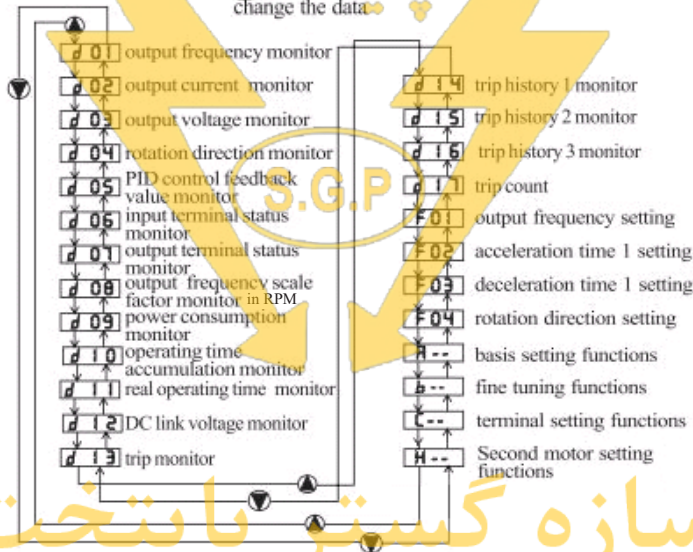 change the data
d 01 output frequency monitor
d 02 output current monitor
d 03 output voltage monitor
d 04 rotation direction monitor
d 05 PID control feedback
value monitor
d 06 input terminal status
monitor
d 07 output terminal status
monitor
d 08 output frequency scale
factor monitor in RPM
d 09 power consumption
monitor
d 10 operating time
accumulation monitor
d 11 real operating time monitor
d 12 DC link voltage monitor
d 13 trip monitor
d 14 trip history 1 monitor
d 15 trip history 2 monitor
d 16 trip history 3 monitor
d 17 trip count
F01 output frequency setting
F02 acceleration time 1 setting
F03 deceleration time 1 setting
F04 rotation direction setting
A-- basis setting functions
b-- fine tuning functions
C-- terminal setting functions
H-- Second motor setting
functions
S.G.P
سازه گستر پایتخت